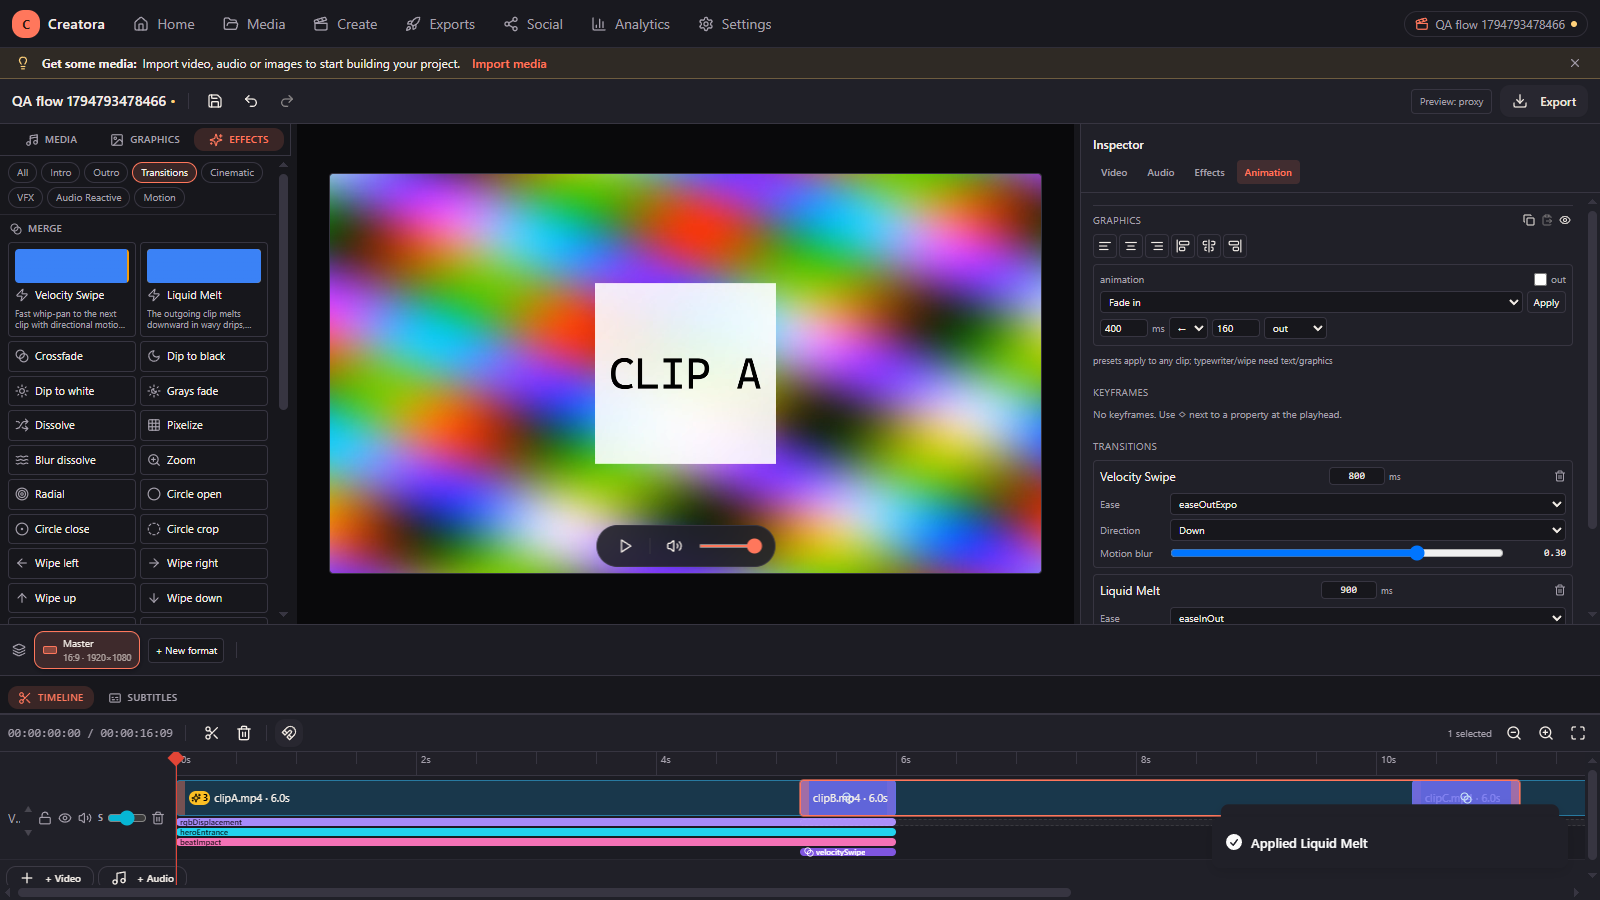 C Creatora Home Media Create Exports Social Analytics Settings QA flow 1794793478466
Get some media: Import video, audio or images to start building your project. Import media
QA flow 1794793478466 Preview: proxy Export
MEDIA GRAPHICS EFFECTS
All Intro Outro Transitions Cinematic
VFX Audio Reactive Motion
MERGE
Velocity Swipe
Fast whip-pan to the next
clip with directional motio...
Liquid Melt
The outgoing clip melts
downward in wavy drips,...
Crossfade Dip to black
Dip to white Grays fade
Dissolve Pixelize
Blur dissolve Zoom
Radial Circle open
Circle close Circle crop
Wipe left Wipe right
Wipe up Wipe down
CLIP A
Inspector
Video Audio Effects Animation
GRAPHICS
animation out
Fade in Apply
400 ms ← 160 out
presets apply to any clip; typewriter/wipe need text/graphics
KEYFRAMES
No keyframes. Use ◇ next to a property at the playhead.
TRANSITIONS
Velocity Swipe 800 ms
Ease easeOutExpo
Direction Down
Motion blur 0.30
Liquid Melt 900 ms
Ease easeInOut
Master
16:9 · 1920×1080
+ New format
TIMELINE SUBTITLES
00:00:00:00 / 00:00:16:09 1 selected
0s 2s 4s 6s 8s 10s
V.. S 3 clipA.mp4 · 6.0s clipB.mp4 · 6.0s clipC.mp4 · 6.0s
rgbDisplacement
heroEntrance
beatImpact
velocitySwipe
Applied Liquid Melt
+ Video + Audio